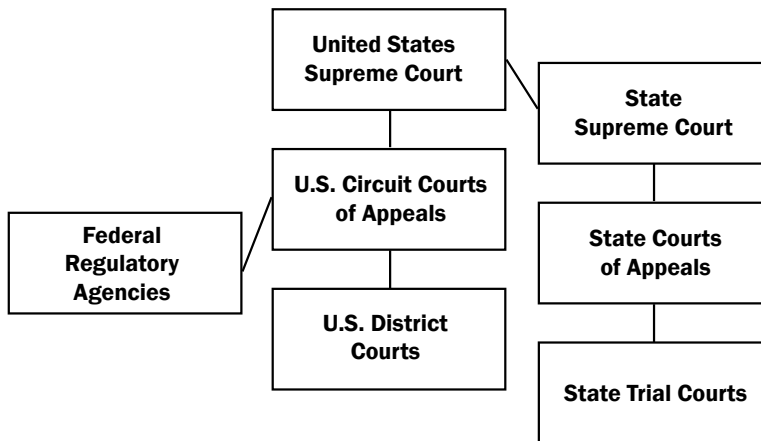 United States
Supreme Court
State
Supreme Court
U.S. Circuit Courts
of Appeals
Federal
Regulatory
Agencies
State Courts
of Appeals
U.S. District
Courts
State Trial Courts